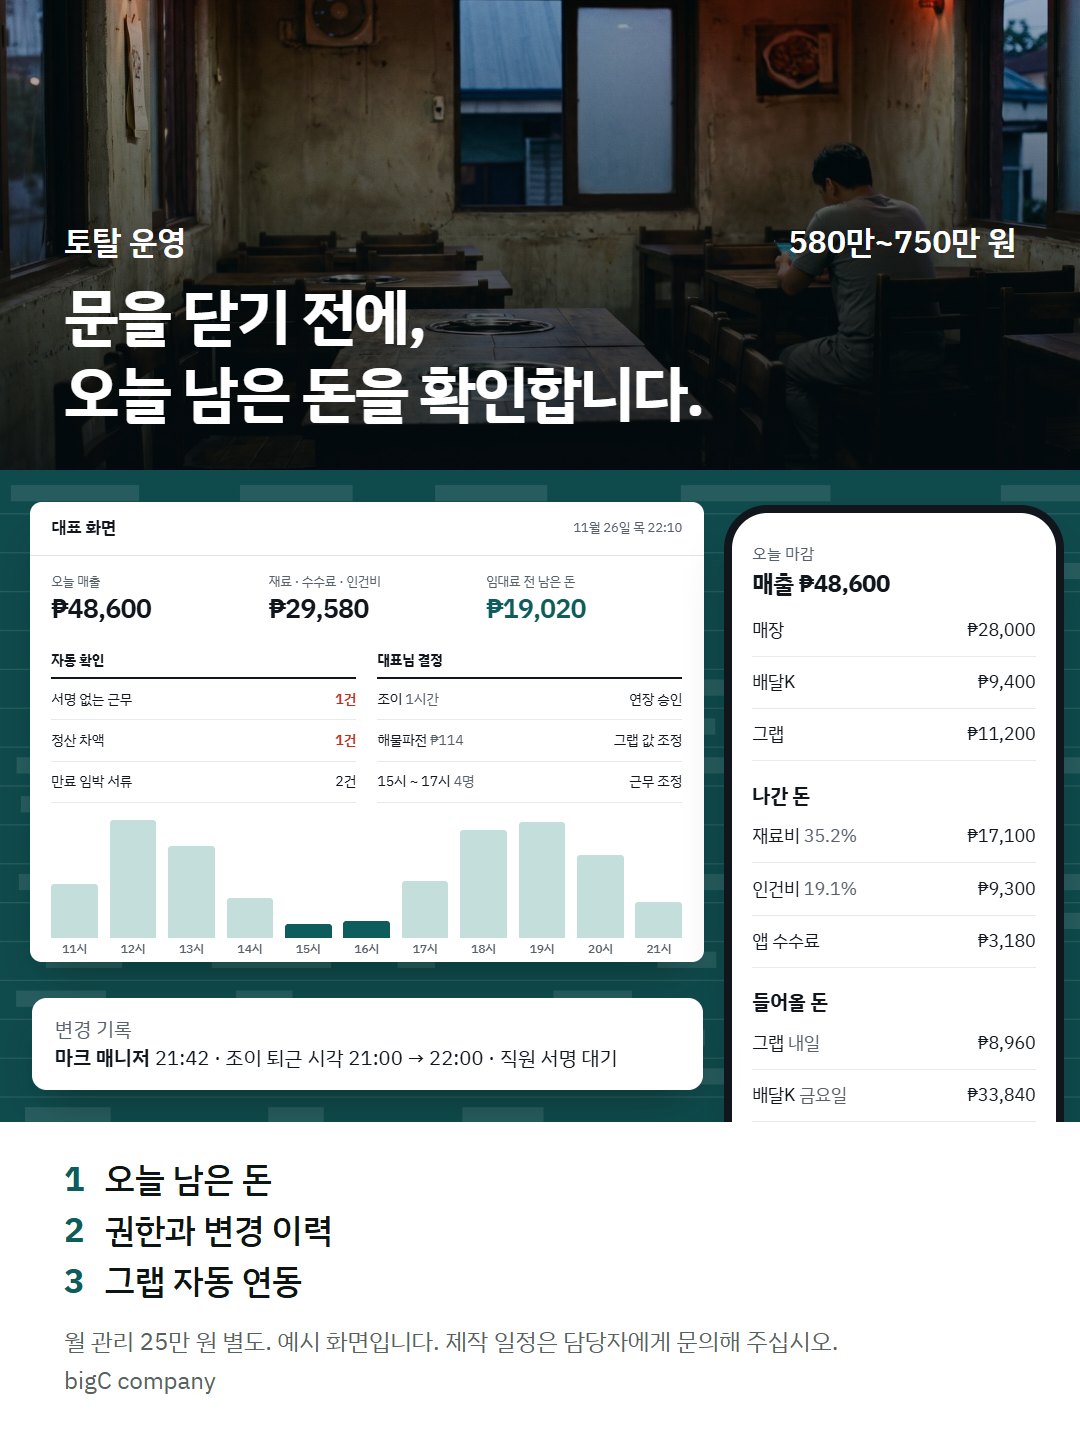 토탈 운영
580만~750만 원
문을 닫기 전에,
오늘 남은 돈을 확인합니다.
대표 화면
11월 26일 목 22:10
오늘 매출
재료 · 수수료 · 인건비
임대료 전 남은 돈
₱48,600
₱29,580
₱19,020
자동 확인
서명 없는 근무 1건
정산 차액 1건
만료 임박 서류 2건
대표님 결정
조이 1시간 연장 승인
해물파전 ₱114 그랩 값 조정
15시 ~ 17시 4명 근무 조정
11시 12시 13시 14시 15시 16시 17시 18시 19시 20시 21시
변경 기록
마크 매니저 21:42 · 조이 퇴근 시각 21:00 → 22:00 · 직원 서명 대기
오늘 마감
매출 ₱48,600
매장 ₱28,000
배달K ₱9,400
그랩 ₱11,200
나간 돈
재료비 35.2% ₱17,100
인건비 19.1% ₱9,300
앱 수수료 ₱3,180
들어올 돈
그랩 내일 ₱8,960
배달K 금요일 ₱33,840
1 오늘 남은 돈
2 권한과 변경 이력
3 그랩 자동 연동
월 관리 25만 원 별도. 예시 화면입니다. 제작 일정은 담당자에게 문의해 주십시오.
bigC company